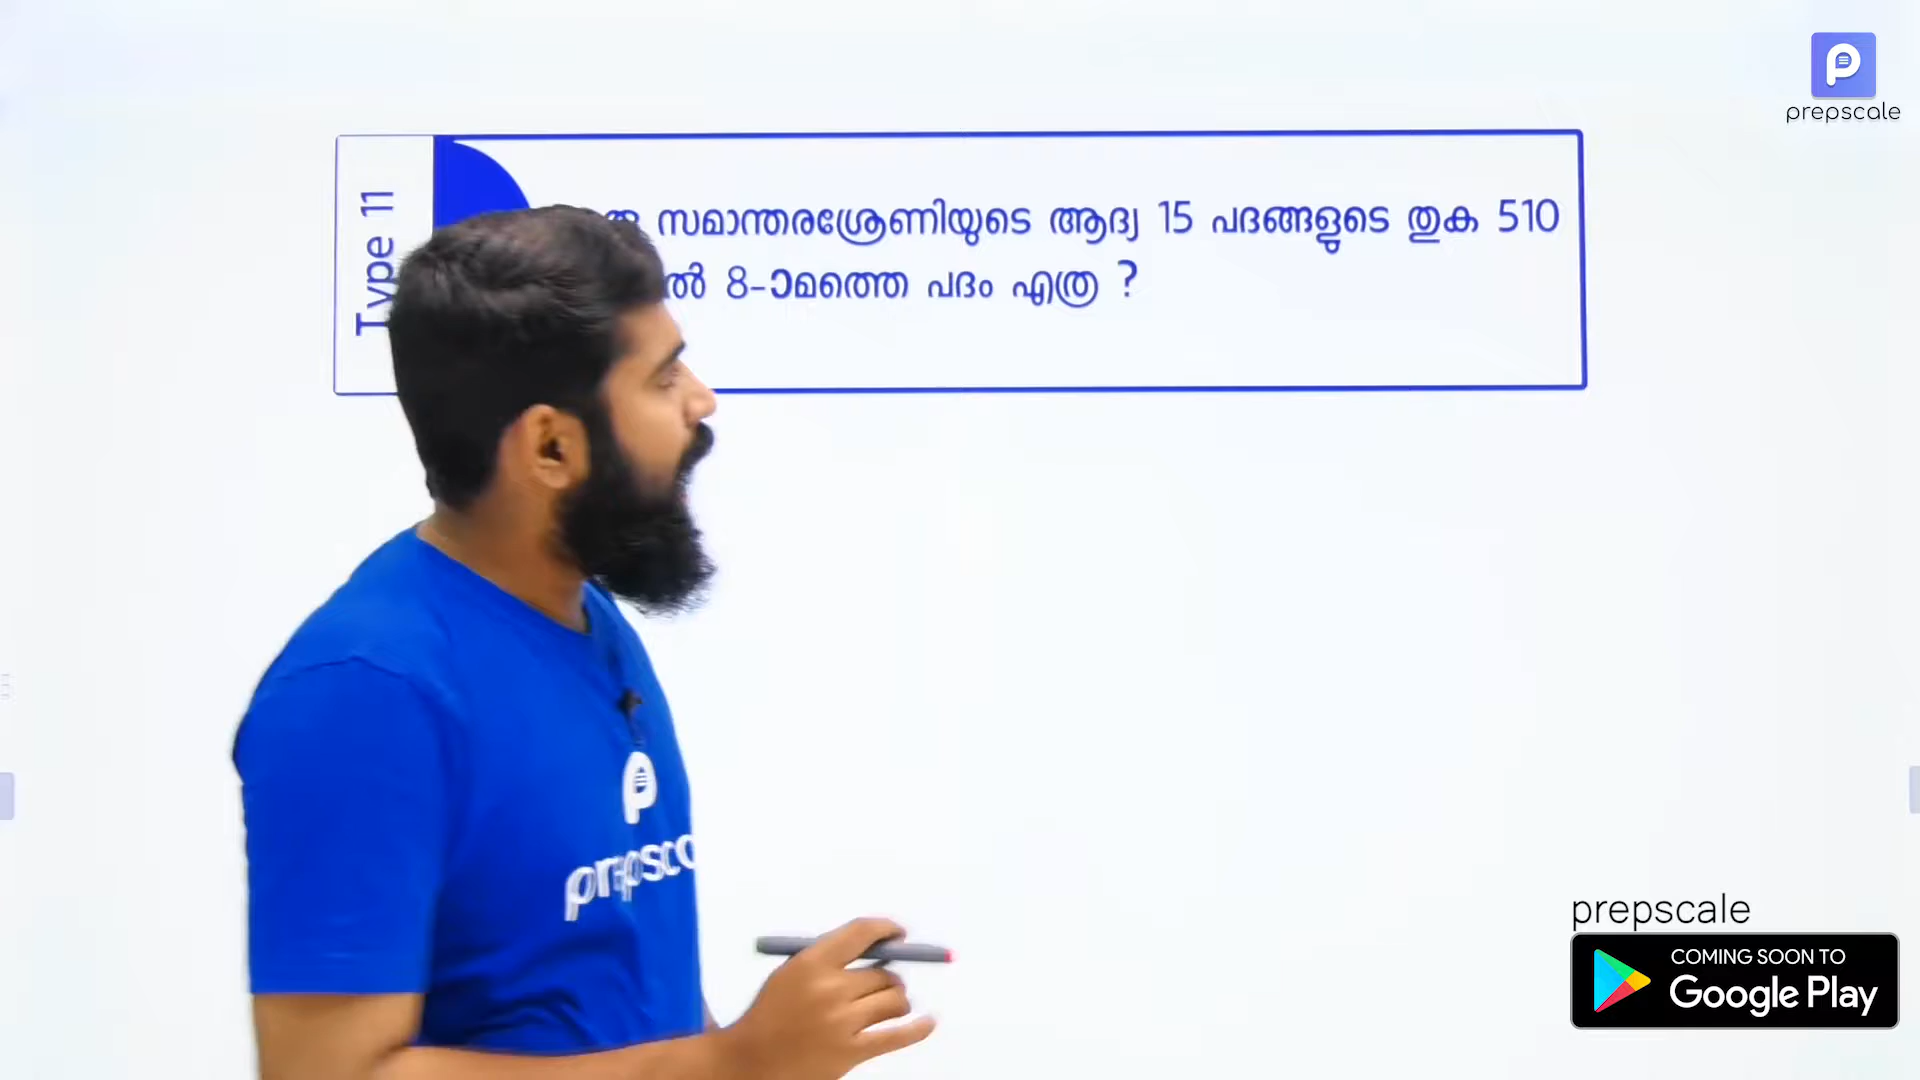 prepscale
Type 11
സമാന്തരശ്രേണിയുടെ ആദ്യ 15 പദങ്ങളുടെ തുക 510
8-ാമത്തെ പദം എത്ര ?
prepscale
COMING SOON TO
Google Play